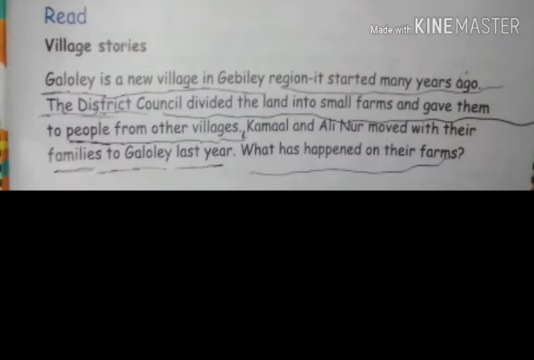 Read
Made with KINEMASTER
Village stories
Galoley is a new village in Gebiley region-it started many years ago.
The District Council divided the land into small farms and gave them
to people from other villages. Kamaal and Ali Nur moved with their
families to Galoley last year. What has happened on their farms?